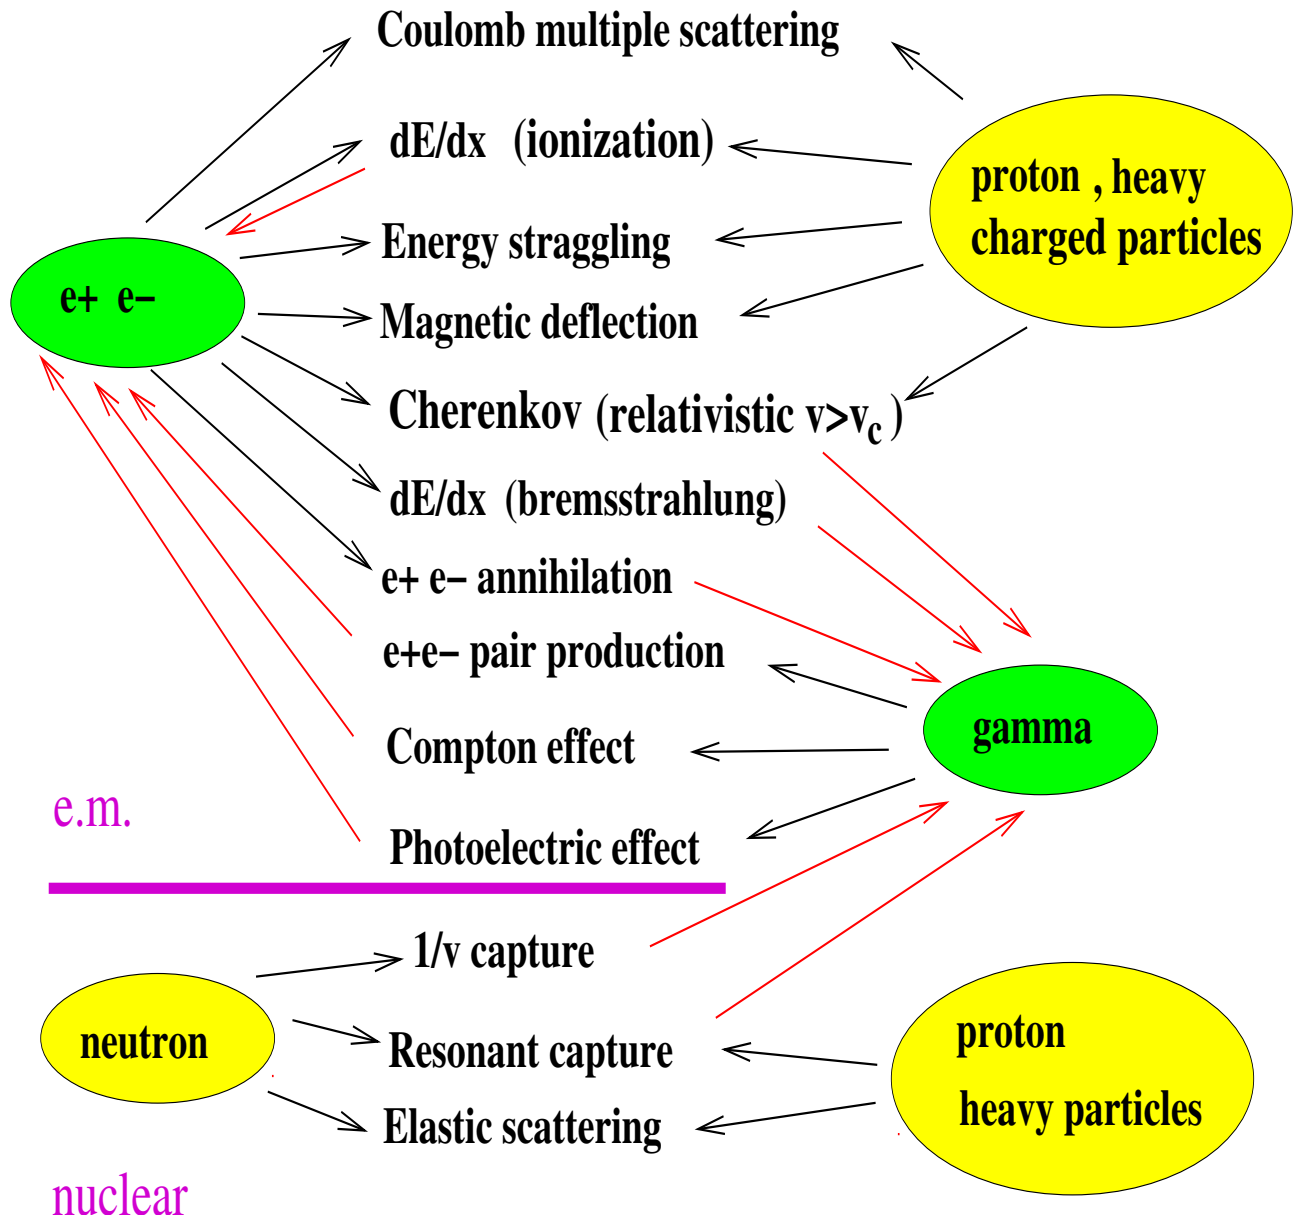 Coulomb multiple scattering
dE/dx (ionization)
proton , heavy
charged particles
Energy straggling
e+ e−
Magnetic deflection
Cherenkov (relativistic v>v_c )
dE/dx (bremsstrahlung)
e+ e− annihilation
e+e− pair production
gamma
Compton effect
e.m.
Photoelectric effect
1/v capture
neutron
Resonant capture
proton
heavy particles
Elastic scattering
nuclear